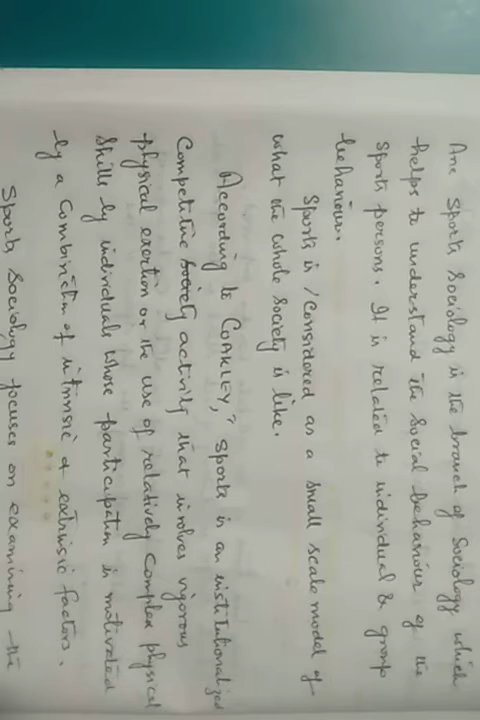 Ans Sports Sociology is the branch of Sociology which
helps to understand the social behaviour of the
sports persons. It is related to individual & group
behaviour.
Sports is / Considered as a small scale model of
what the whole society is like.
According to COAKLEY, " Sports is an institutionalized
Competitive society activity that involves vigorous
physical exertion or the use of relatively complex physical
skills by individuals whose participation is motivated
by a combination of intrinsic & extrinsic factors.
Sports sociology focuses on examining the